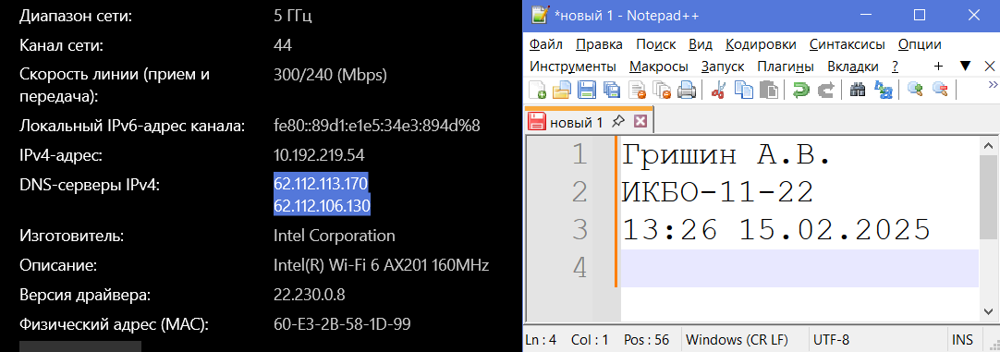 Диапазон сети: 5 ГГц
Канал сети: 44
Скорость линии (прием и передача): 300/240 (Mbps)
Локальный IPv6-адрес канала: fe80::89d1:e1e5:34e3:894d%8
IPv4-адрес: 10.192.219.54
DNS-серверы IPv4: 62.112.113.170
62.112.106.130
Изготовитель: Intel Corporation
Описание: Intel(R) Wi-Fi 6 AX201 160MHz
Версия драйвера: 22.230.0.8
Физический адрес (MAC): 60-E3-2B-58-1D-99
*новый 1 - Notepad++
Файл Правка Поиск Вид Кодировки Синтаксисы Опции
Инструменты Макросы Запуск Плагины Вкладки ? + ▼ X
новый 1
1 Гришин А.В.
2 ИКБО-11-22
3 13:26 15.02.2025
4
Ln : 4 Col : 1 Pos : 56 Windows (CR LF) UTF-8 INS